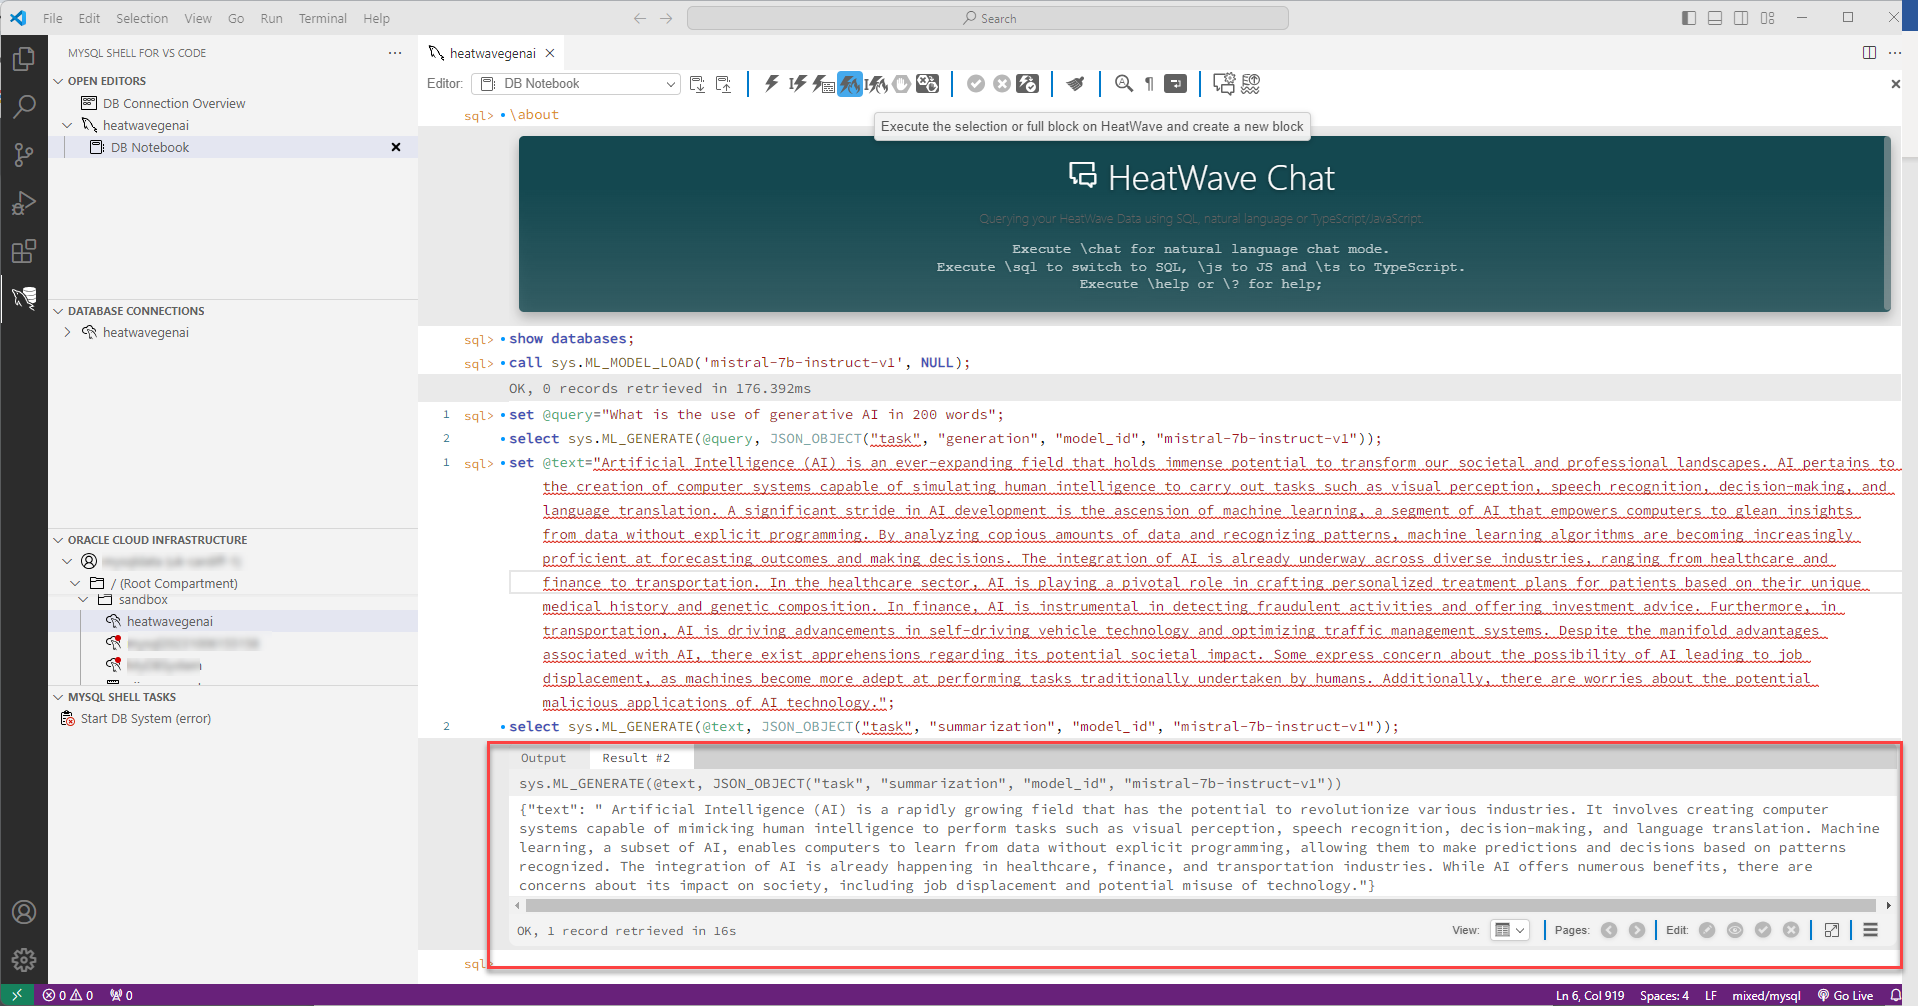 File Edit Selection View Go Run Terminal Help
Search
MYSQL SHELL FOR VS CODE
OPEN EDITORS
DB Connection Overview
heatwavegenai
DB Notebook
DATABASE CONNECTIONS
heatwavegenai
ORACLE CLOUD INFRASTRUCTURE
/ (Root Compartment)
sandbox
heatwavegenai
MYSQL SHELL TASKS
Start DB System (error)
heatwavegenai
Editor: DB Notebook
sql> \about
Execute the selection or full block on HeatWave and create a new block
HeatWave Chat
Querying your HeatWave Data using SQL, natural language or TypeScript/JavaScript.
Execute \chat for natural language chat mode.
Execute \sql to switch to SQL, \js to JS and \ts to TypeScript.
Execute \help or \? for help;
sql> show databases;
sql> call sys.ML_MODEL_LOAD('mistral-7b-instruct-v1', NULL);
OK, 0 records retrieved in 176.392ms
1 sql> set @query="What is the use of generative AI in 200 words";
2 select sys.ML_GENERATE(@query, JSON_OBJECT("task", "generation", "model_id", "mistral-7b-instruct-v1"));
1 sql> set @text="Artificial Intelligence (AI) is an ever-expanding field that holds immense potential to transform our societal and professional landscapes. AI pertains to
the creation of computer systems capable of simulating human intelligence to carry out tasks such as visual perception, speech recognition, decision-making, and
language translation. A significant stride in AI development is the ascension of machine learning, a segment of AI that empowers computers to glean insights
from data without explicit programming. By analyzing copious amounts of data and recognizing patterns, machine learning algorithms are becoming increasingly
proficient at forecasting outcomes and making decisions. The integration of AI is already underway across diverse industries, ranging from healthcare and
finance to transportation. In the healthcare sector, AI is playing a pivotal role in crafting personalized treatment plans for patients based on their unique
medical history and genetic composition. In finance, AI is instrumental in detecting fraudulent activities and offering investment advice. Furthermore, in
transportation, AI is driving advancements in self-driving vehicle technology and optimizing traffic management systems. Despite the manifold advantages
associated with AI, there exist apprehensions regarding its potential societal impact. Some express concern about the possibility of AI leading to job
displacement, as machines become more adept at performing tasks traditionally undertaken by humans. Additionally, there are worries about the potential
malicious applications of AI technology.";
2 select sys.ML_GENERATE(@text, JSON_OBJECT("task", "summarization", "model_id", "mistral-7b-instruct-v1"));
Output Result #2
sys.ML_GENERATE(@text, JSON_OBJECT("task", "summarization", "model_id", "mistral-7b-instruct-v1"))
{"text": " Artificial Intelligence (AI) is a rapidly growing field that has the potential to revolutionize various industries. It involves creating computer
systems capable of mimicking human intelligence to perform tasks such as visual perception, speech recognition, decision-making, and language translation. Machine
learning, a subset of AI, enables computers to learn from data without explicit programming, allowing them to make predictions and decisions based on patterns
recognized. The integration of AI is already happening in healthcare, finance, and transportation industries. While AI offers numerous benefits, there are
concerns about its impact on society, including job displacement and potential misuse of technology."}
OK, 1 record retrieved in 16s
View: Pages: Edit:
sql>
0 0 0
Ln 6, Col 919 Spaces: 4 LF mixed/mysql Go Live